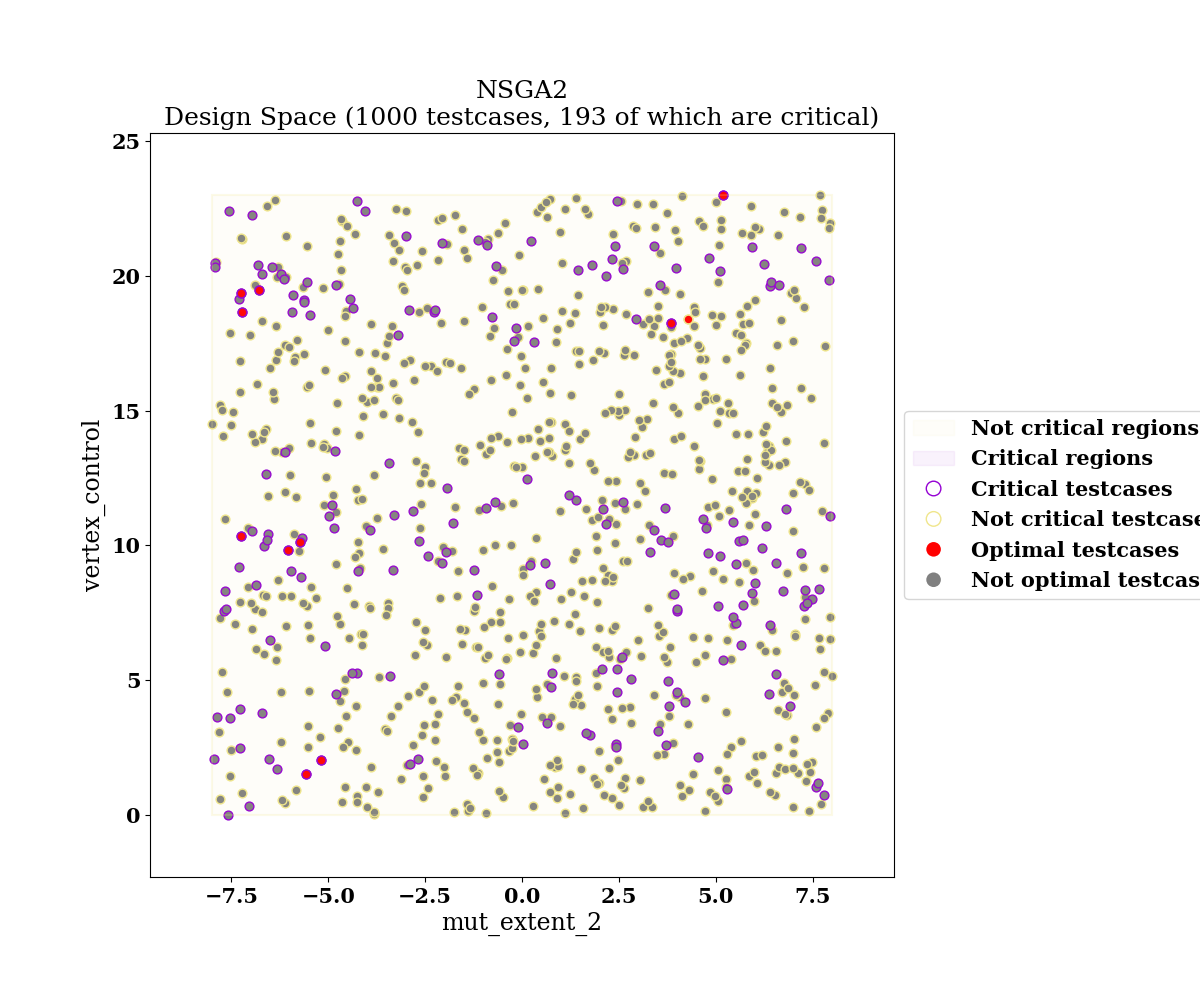 NSGA2
Design Space (1000 testcases, 193 of which are critical)
25
20
15
10
5
0
vertex_control
−7.5 −5.0 −2.5 0.0 2.5 5.0 7.5
mut_extent_2
Not critical regions
Critical regions
Critical testcases
Not critical testcase
Optimal testcases
Not optimal testcas